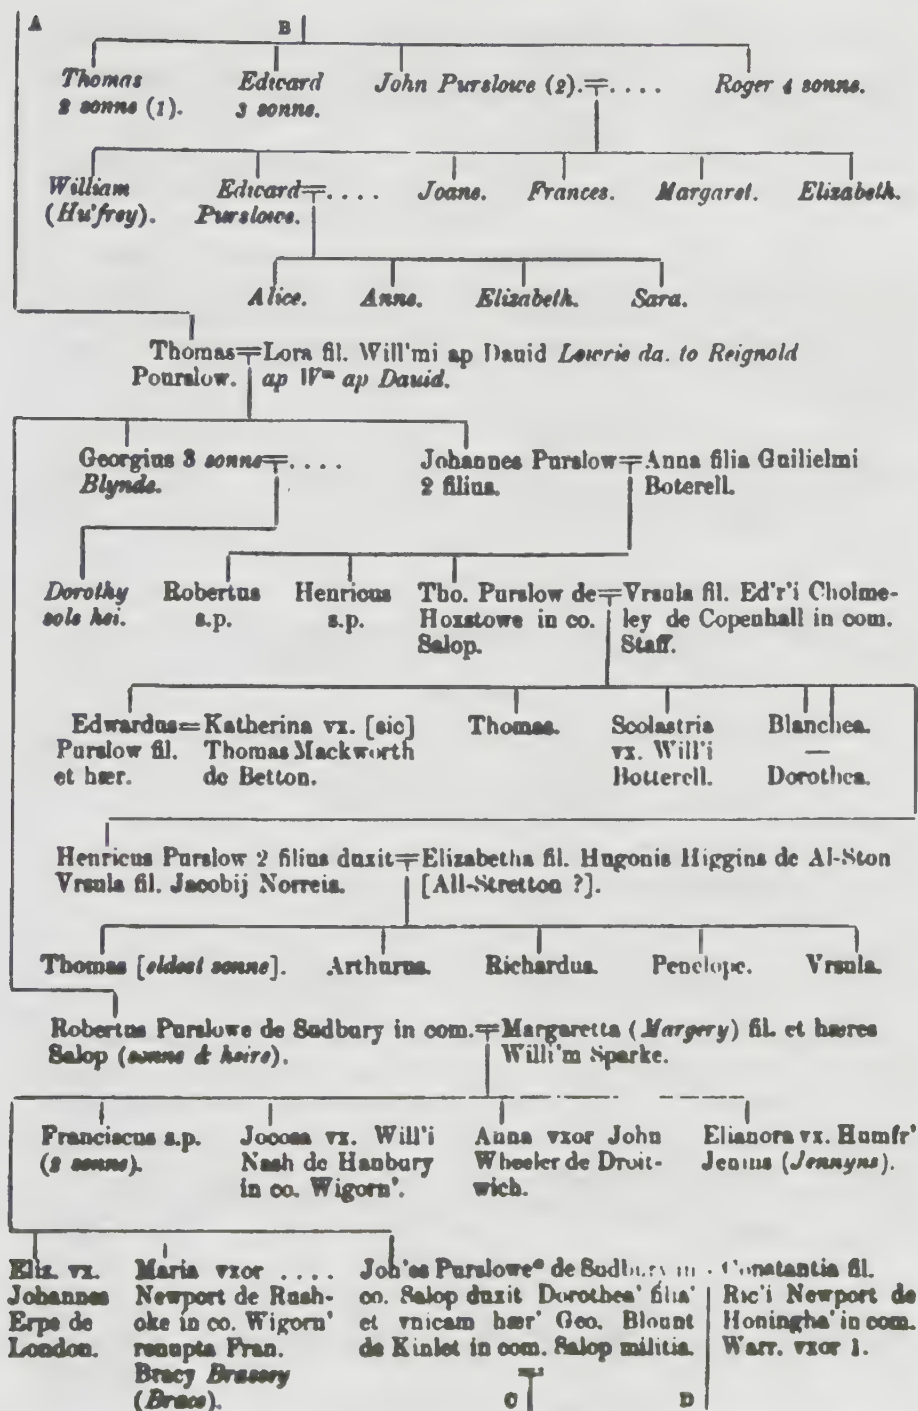 A B
Thomas Edward John Purslowe (2). . . . . Roger 4 sonne.
2 sonne (1). 3 sonne.
William Edward . . . . Joane. Frances. Margaret. Elizabeth.
(Hu'frey). Purslowe.
Alice. Anne. Elizabeth. Sara.
Thomas Lora fil. Will'mi ap Dauid Lowrie da. to Reignold
Pourslow. ap Wᵐ ap Dauid.
Georgius 3 sonne . . . . Johannes Purslow Anna filia Guilielmi
Blynde. 2 filius. Boterell.
Dorothy Robertus Henricus Tho. Purslow de Vrsula fil. Ed'r'i Cholme-
sole hei. s.p. s.p. Hoxstowe in co. ley de Copenhall in com.
Salop. Staff.
Edwardus Katherina vx. [sic] Thomas. Scolastria Blanchea.
Purslow fil. Thomas Mackworth vx. Will'i —
et hær. de Betton. Botterell. Dorothea.
Henricus Purslow 2 filius duxit Elizabetha fil. Hugonis Higgins de Al-Ston
Vrsula fil. Jacobij Norreis. [All-Stretton ?].
Thomas [eldest sonne]. Arthurus. Richardus. Penelope. Vrsula.
Robertus Purslowe de Sudbury in com. Margaretta (Margery) fil. et hæres
Salop (sonne & heire). Willi'm Sparke.
Franciscus s.p. Jocosa vx. Will'i Anna vxor John Elianora vx. Humfr'
(2 sonne). Nash de Hanbury Wheeler de Droit- Jenins (Jennyns).
in co. Wigorn'. wich.
Eliz. vx. Maria vxor . . . . Joh'es Purslowe* de Sudbury in Constantia fil.
Johannes Newport de Rush- co. Salop duxit Dorothea' filia' Ric'i Newport de
Erps de oke in co. Wigorn' et vnicam hær' Geo. Blount Honingha' in com.
London. renupta Fran. de Kinlet in com. Salop militis. Warr. vxor 1.
Bracy Brassey
(Brace). C D